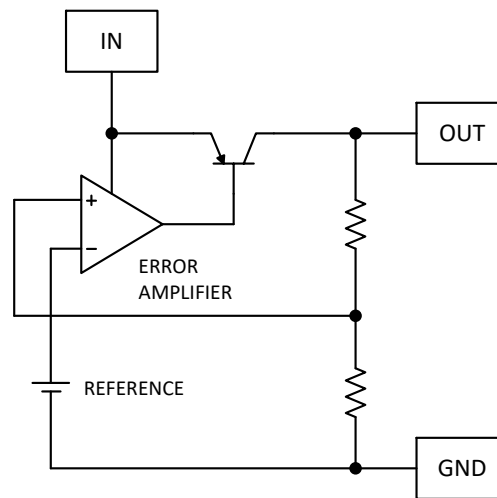 IN
OUT
+
−
ERROR
AMPLIFIER
REFERENCE
GND